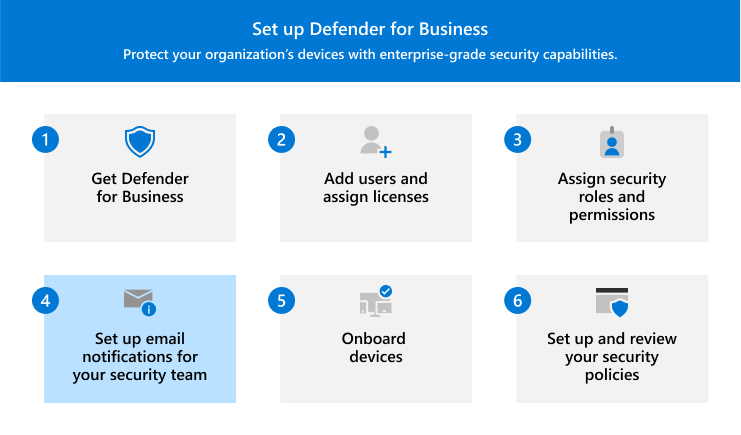 Set up Defender for Business
Protect your organization's devices with enterprise-grade security capabilities.
1
Get Defender
for Business
2
Add users and
assign licenses
3
Assign security
roles and
permissions
4
Set up email
notifications for
your security team
5
Onboard
devices
6
Set up and review
your security
policies